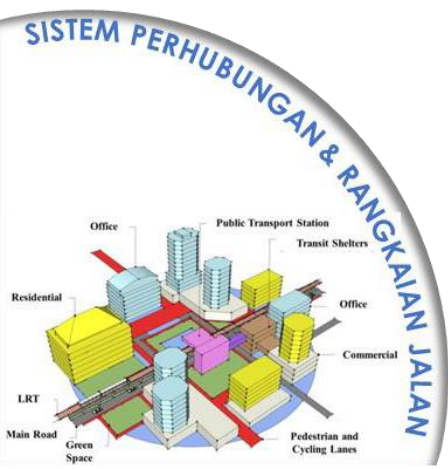 SISTEM PERHUBUNGAN & RANGKAIAN JALAN
Office
Public Transport Station
Transit Shelters
Residential
Office
Commercial
LRT
Main Road
Green
Space
Pedestrian and
Cycling Lanes